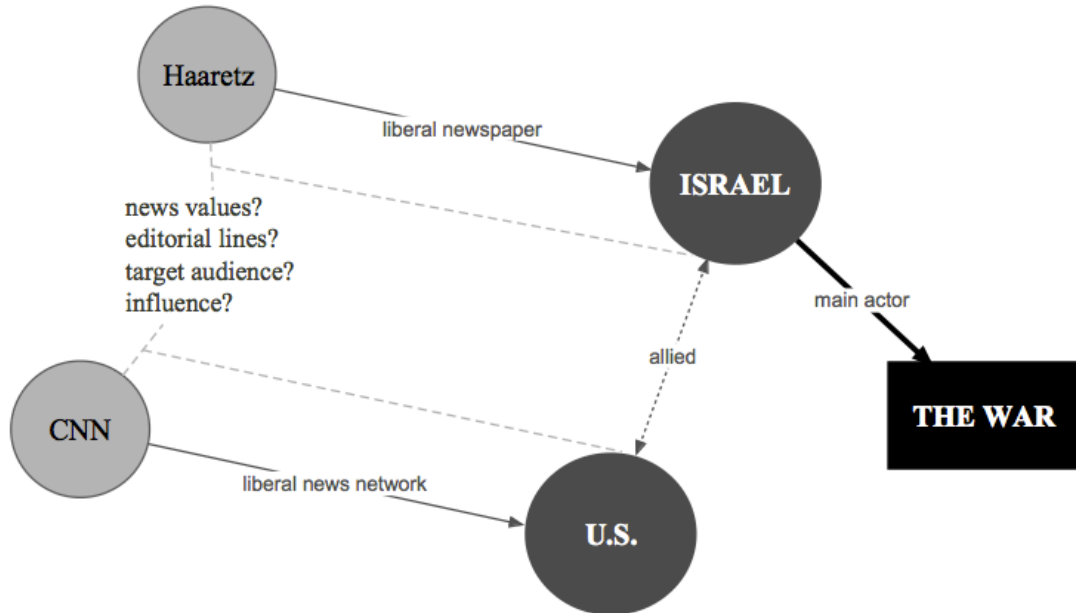 Haaretz
liberal newspaper
ISRAEL
news values?
editorial lines?
target audience?
influence?
main actor
allied
CNN
THE WAR
liberal news network
U.S.